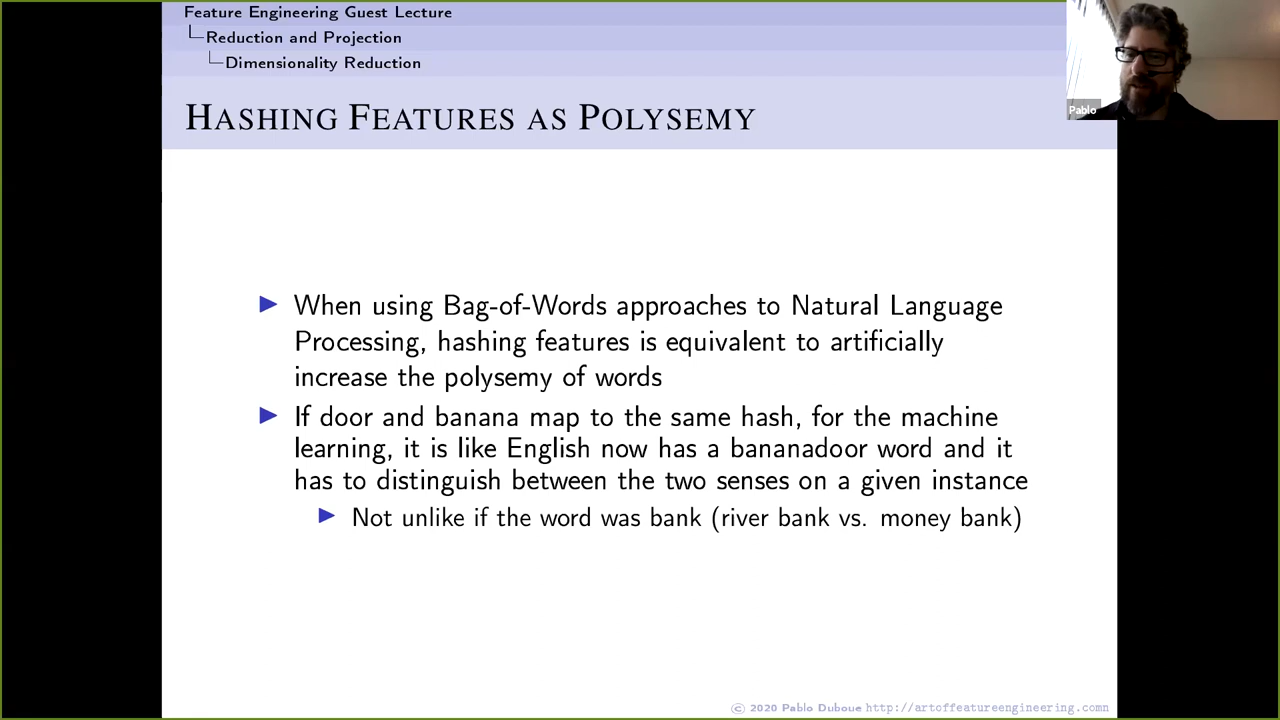 Feature Engineering Guest Lecture
Reduction and Projection
Dimensionality Reduction
HASHING FEATURES AS POLYSEMY
Pablo
When using Bag-of-Words approaches to Natural Language
Processing, hashing features is equivalent to artificially
increase the polysemy of words
If door and banana map to the same hash, for the machine
learning, it is like English now has a bananadoor word and it
has to distinguish between the two senses on a given instance
Not unlike if the word was bank (river bank vs. money bank)
© 2020 Pablo Duboue http://artoffeatureengineering.comn